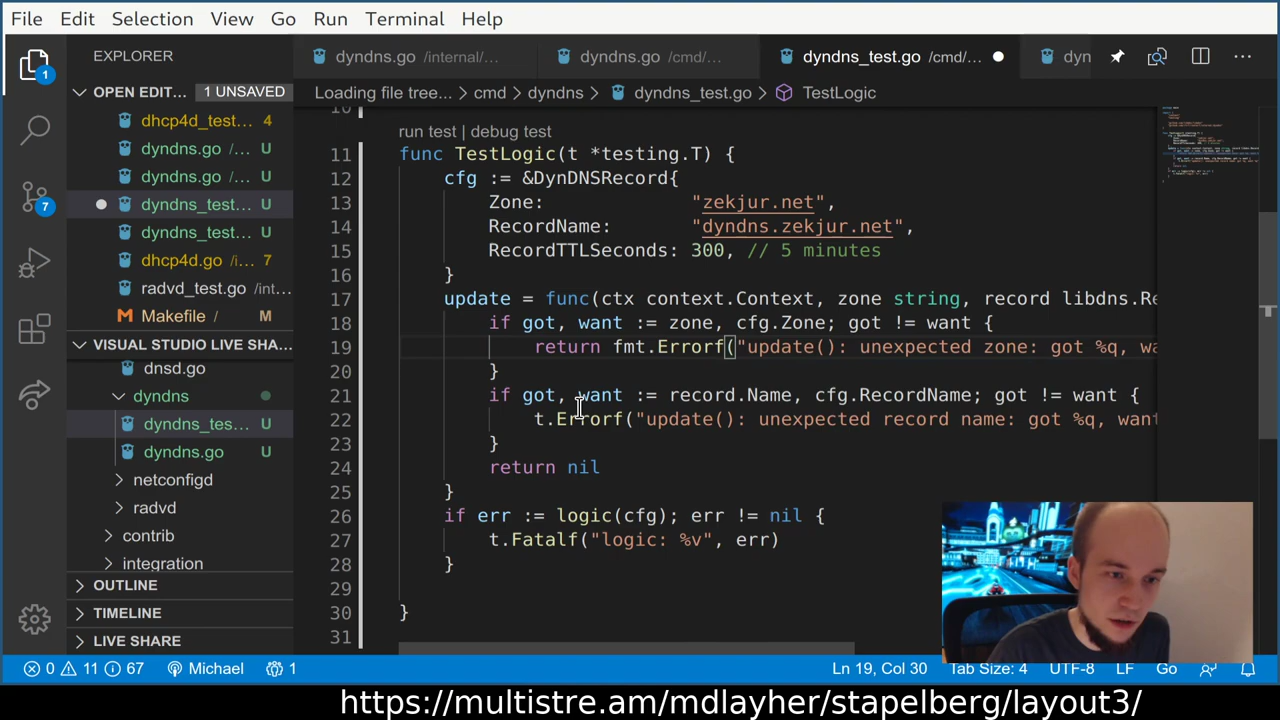 File Edit Selection View Go Run Terminal Help
EXPLORER
dyndns.go /internal/...
dyndns.go /cmd/...
dyndns_test.go /cmd/...
dyn
...
OPEN EDIT... 1 UNSAVED
Loading file tree... > cmd > dyndns > dyndns_test.go > TestLogic
dhcp4d_test... 4
dyndns.go /... U
dyndns.go /... U
dyndns_test... U
dyndns_test... U
dhcp4d.go /i... 7
radvd_test.go /int...
Makefile / M
VISUAL STUDIO LIVE SHA...
dnsd.go
dyndns
dyndns_tes... U
dyndns.go U
netconfigd
radvd
contrib
integration
OUTLINE
TIMELINE
LIVE SHARE
1
7
10
run test | debug test
11 func TestLogic(t *testing.T) {
12 cfg := &DynDNSRecord{
13 Zone: "zekjur.net",
14 RecordName: "dyndns.zekjur.net",
15 RecordTTLSeconds: 300, // 5 minutes
16 }
17 update = func(ctx context.Context, zone string, record libdns.Re
18 if got, want := zone, cfg.Zone; got != want {
19 return fmt.Errorf("update(): unexpected zone: got %q, wa
20 }
21 if got, want := record.Name, cfg.RecordName; got != want {
22 t.Errorf("update(): unexpected record name: got %q, want
23 }
24 return nil
25 }
26 if err := logic(cfg); err != nil {
27 t.Fatalf("logic: %v", err)
28 }
29
30 }
31
0 11 67 Michael 1 Ln 19, Col 30 Tab Size: 4 UTF-8 LF Go
https://multistre.am/mdlayher/stapelberg/layout3/